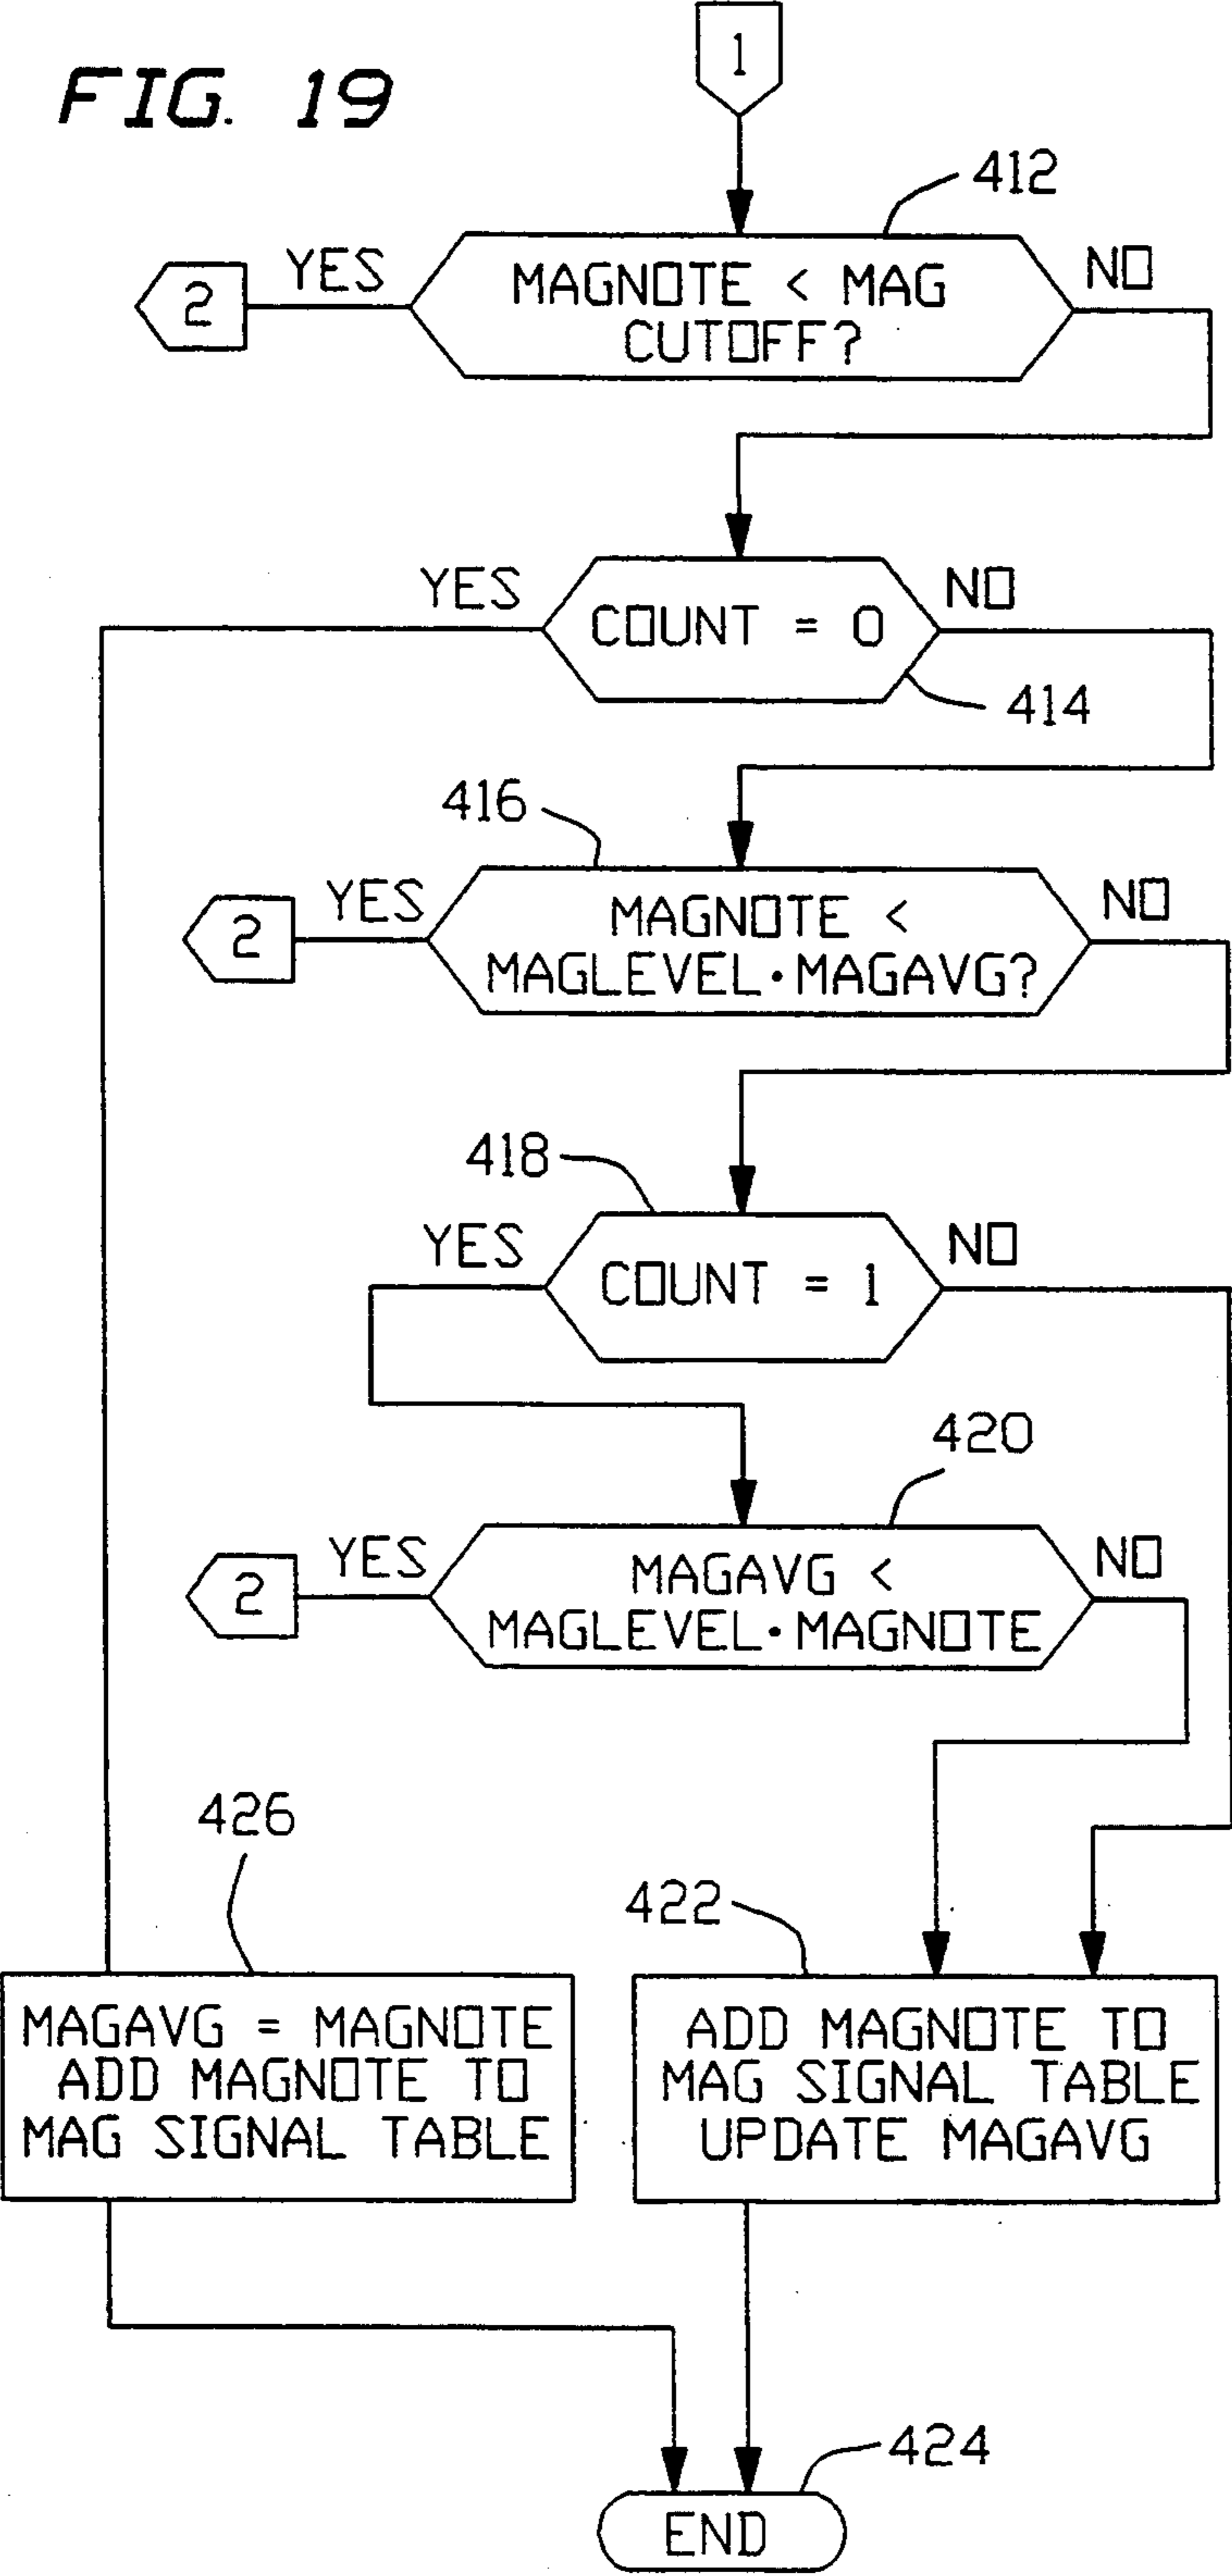 FIG. 19
1
412
YES
NO
2
MAGNOTE < MAG
CUTOFF?
YES
NO
COUNT = 0
414
416
YES
NO
2
MAGNOTE <
MAGLEVEL·MAGAVG?
418
YES
NO
COUNT = 1
420
YES
NO
2
MAGAVG <
MAGLEVEL·MAGNOTE
426
422
MAGAVG = MAGNOTE
ADD MAGNOTE TO
MAG SIGNAL TABLE
ADD MAGNOTE TO
MAG SIGNAL TABLE
UPDATE MAGAVG
424
END